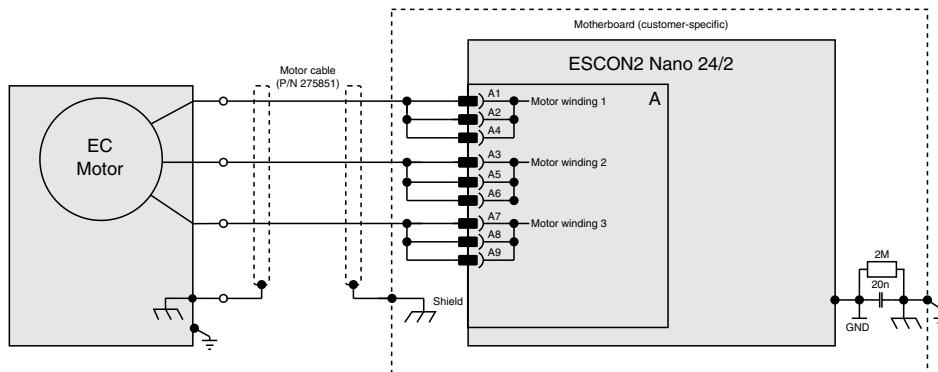 Motherboard (customer-specific)
ESCON2 Nano 24/2
Motor cable
(P/N 275851)
A
A1
Motor winding 1
A2
A4
EC
Motor
A3
Motor winding 2
A5
A6
A7
Motor winding 3
A8
A9
2M
20n
Shield
GND